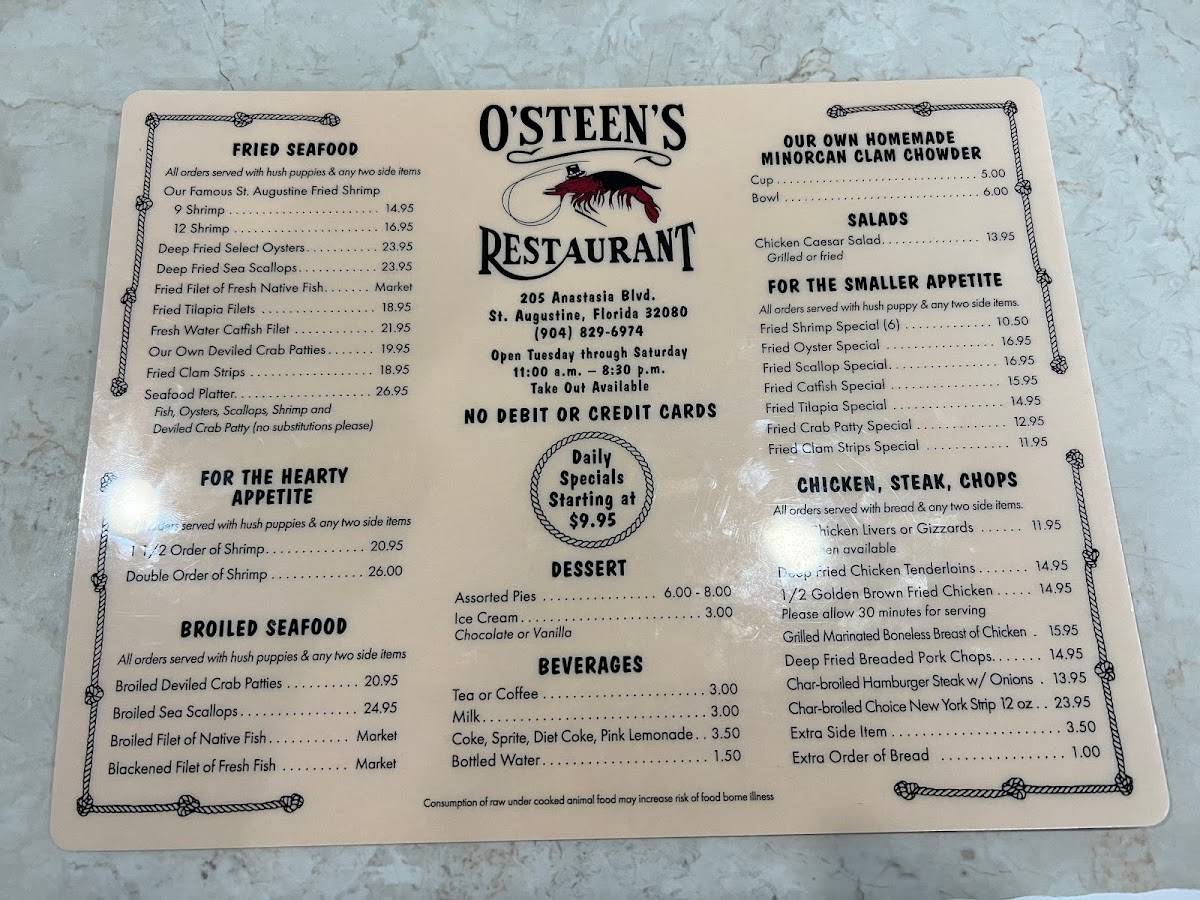 O'STEEN'S
RESTAURANT
205 Anastasia Blvd.
St. Augustine, Florida 32080
(904) 829-6974
Open Tuesday through Saturday
11:00 a.m. – 8:30 p.m.
Take Out Available
NO DEBIT OR CREDIT CARDS
Daily
Specials
Starting at
$9.95
FRIED SEAFOOD
All orders served with hush puppies & any two side items
Our Famous St. Augustine Fried Shrimp
9 Shrimp 14.95
12 Shrimp 16.95
Deep Fried Select Oysters 23.95
Deep Fried Sea Scallops 23.95
Fried Filet of Fresh Native Fish Market
Fried Tilapia Filets 18.95
Fresh Water Catfish Filet 21.95
Our Own Deviled Crab Patties 19.95
Fried Clam Strips 18.95
Seafood Platter 26.95
Fish, Oysters, Scallops, Shrimp and
Deviled Crab Patty (no substitutions please)
FOR THE HEARTY
APPETITE
served with hush puppies & any two side items
1 1/2 Order of Shrimp 20.95
Double Order of Shrimp 26.00
BROILED SEAFOOD
All orders served with hush puppies & any two side items
Broiled Deviled Crab Patties 20.95
Broiled Sea Scallops 24.95
Broiled Filet of Native Fish Market
Blackened Filet of Fresh Fish Market
DESSERT
Assorted Pies 6.00 - 8.00
Ice Cream 3.00
Chocolate or Vanilla
BEVERAGES
Tea or Coffee 3.00
Milk 3.00
Coke, Sprite, Diet Coke, Pink Lemonade 3.50
Bottled Water 1.50
OUR OWN HOMEMADE
MINORCAN CLAM CHOWDER
Cup 5.00
Bowl 6.00
SALADS
Chicken Caesar Salad 13.95
Grilled or fried
FOR THE SMALLER APPETITE
All orders served with hush puppy & any two side items.
Fried Shrimp Special (6) 10.50
Fried Oyster Special 16.95
Fried Scallop Special 16.95
Fried Catfish Special 15.95
Fried Tilapia Special 14.95
Fried Crab Patty Special 12.95
Fried Clam Strips Special 11.95
CHICKEN, STEAK, CHOPS
All orders served with bread & any two side items.
Chicken Livers or Gizzards 11.95
available
Deep Fried Chicken Tenderloins 14.95
1/2 Golden Brown Fried Chicken 14.95
Please allow 30 minutes for serving
Grilled Marinated Boneless Breast of Chicken 15.95
Deep Fried Breaded Pork Chops 14.95
Char-broiled Hamburger Steak w/ Onions 13.95
Char-broiled Choice New York Strip 12 oz 23.95
Extra Side Item 3.50
Extra Order of Bread 1.00
Consumption of raw under cooked animal food may increase risk of food borne illness